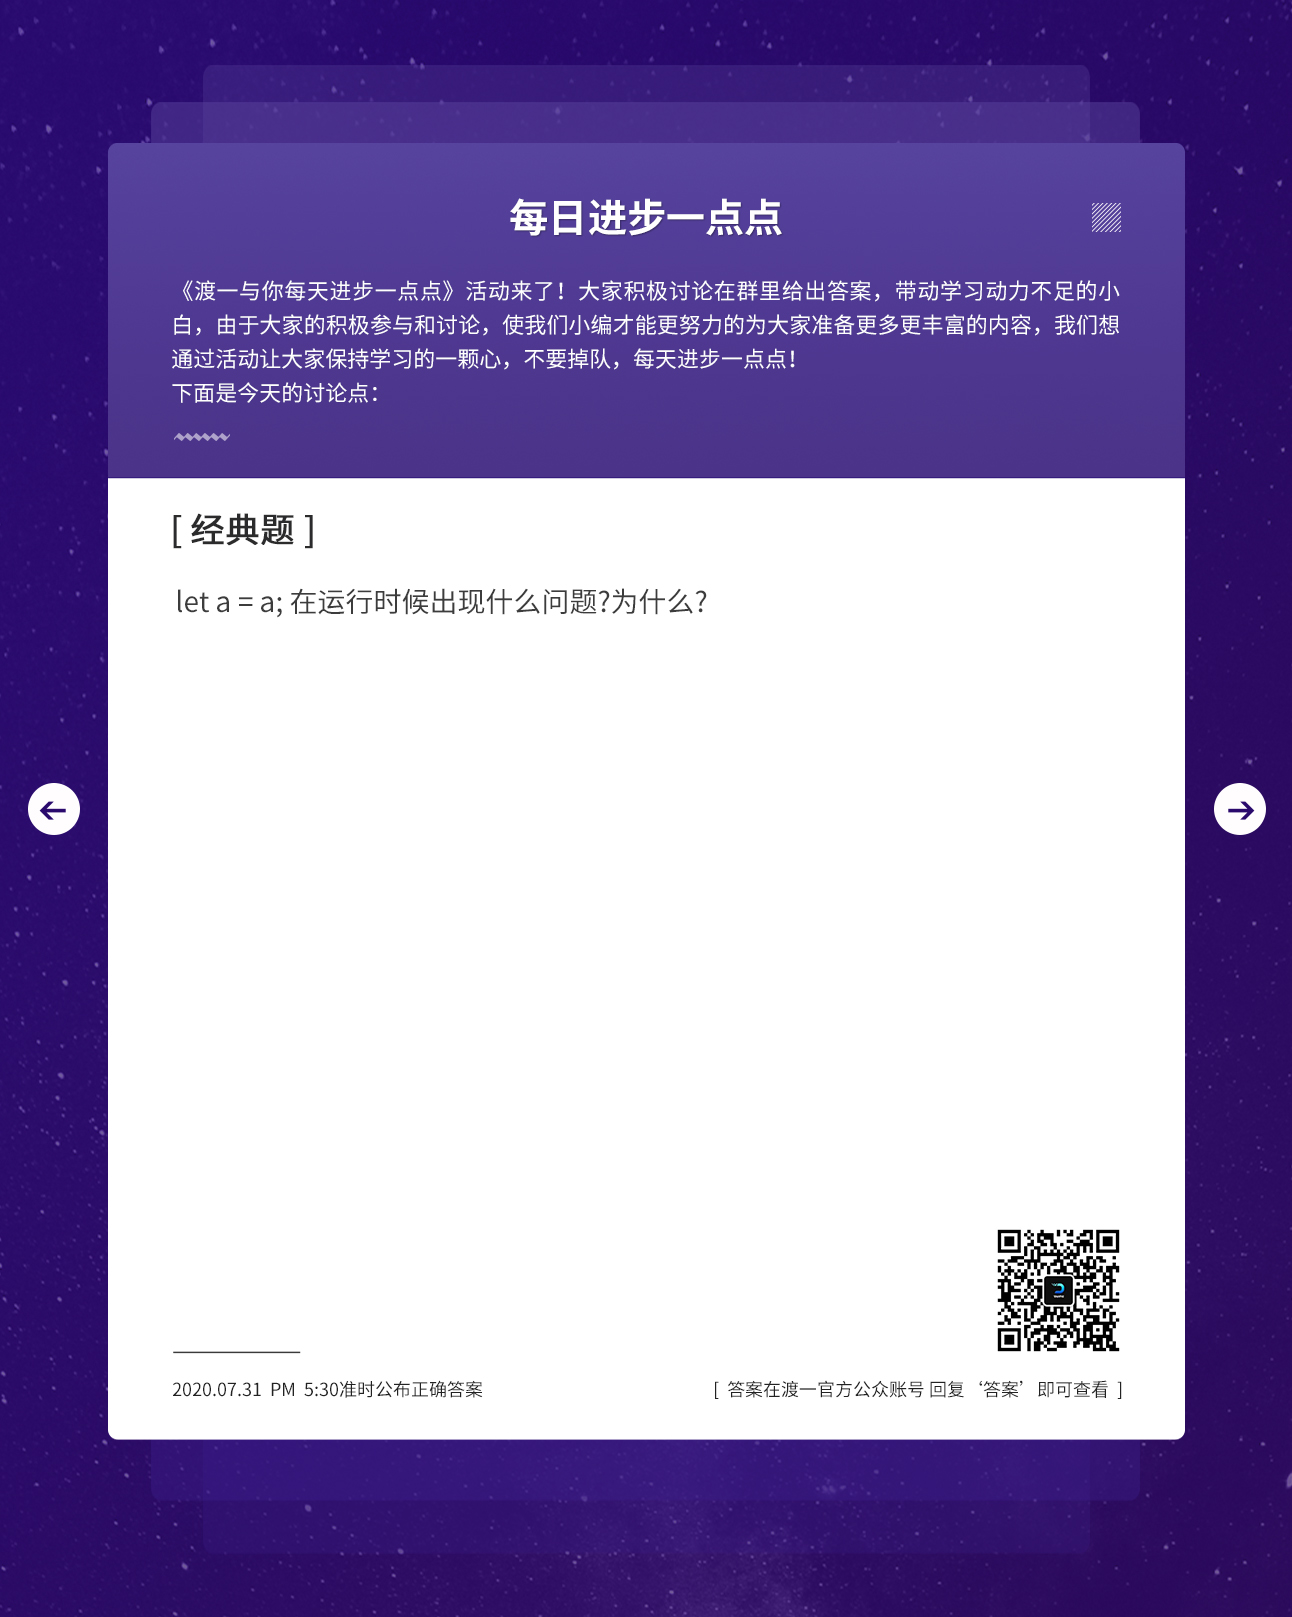 每日进步一点点
《渡一与你每天进步一点点》活动来了！大家积极讨论在群里给出答案，带动学习动力不足的小
白，由于大家的积极参与和讨论，使我们小编才能更努力的为大家准备更多更丰富的内容，我们想
通过活动让大家保持学习的一颗心，不要掉队，每天进步一点点！
下面是今天的讨论点：
[ 经典题 ]
let a = a; 在运行时候出现什么问题?为什么?
2020.07.31 PM 5:30准时公布正确答案
[ 答案在渡一官方公众账号 回复 ‘答案’ 即可查看 ]